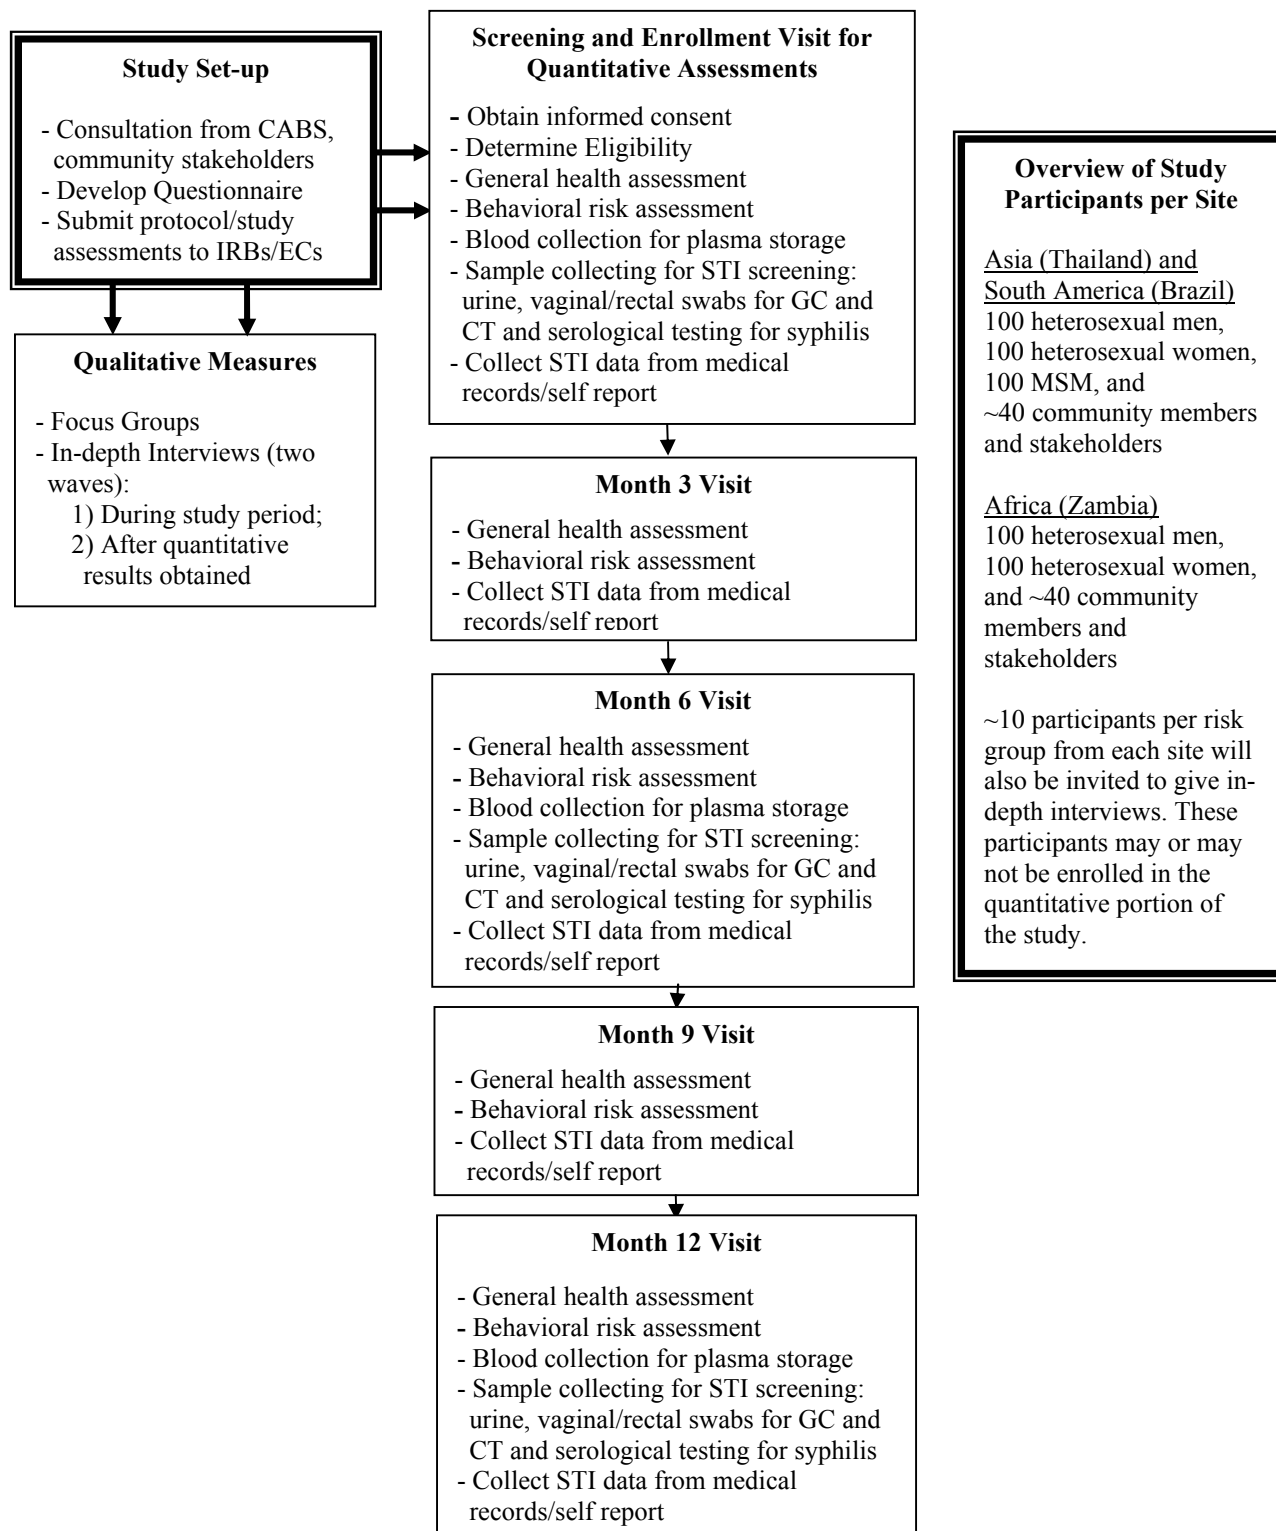 Study Set-up
- Consultation from CABS,
community stakeholders
- Develop Questionnaire
- Submit protocol/study
assessments to IRBs/ECs
Qualitative Measures
- Focus Groups
- In-depth Interviews (two
waves):
1) During study period;
2) After quantitative
results obtained
Screening and Enrollment Visit for
Quantitative Assessments
- Obtain informed consent
- Determine Eligibility
- General health assessment
- Behavioral risk assessment
- Blood collection for plasma storage
- Sample collecting for STI screening:
urine, vaginal/rectal swabs for GC and
CT and serological testing for syphilis
- Collect STI data from medical
records/self report
Month 3 Visit
- General health assessment
- Behavioral risk assessment
- Collect STI data from medical
records/self report
Month 6 Visit
- General health assessment
- Behavioral risk assessment
- Blood collection for plasma storage
- Sample collecting for STI screening:
urine, vaginal/rectal swabs for GC and
CT and serological testing for syphilis
- Collect STI data from medical
records/self report
Month 9 Visit
- General health assessment
- Behavioral risk assessment
- Collect STI data from medical
records/self report
Month 12 Visit
- General health assessment
- Behavioral risk assessment
- Blood collection for plasma storage
- Sample collecting for STI screening:
urine, vaginal/rectal swabs for GC and
CT and serological testing for syphilis
- Collect STI data from medical
records/self report
Overview of Study
Participants per Site
Asia (Thailand) and
South America (Brazil)
100 heterosexual men,
100 heterosexual women,
100 MSM, and
~40 community members
and stakeholders
Africa (Zambia)
100 heterosexual men,
100 heterosexual women,
and ~40 community
members and
stakeholders
~10 participants per risk
group from each site will
also be invited to give in-
depth interviews. These
participants may or may
not be enrolled in the
quantitative portion of
the study.